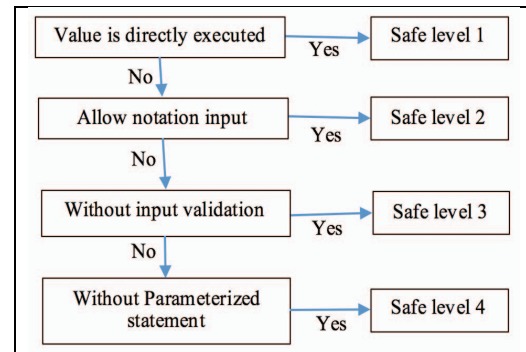 Value is directly executed
Yes
Safe level 1
No
Allow notation input
Yes
Safe level 2
No
Without input validation
Yes
Safe level 3
No
Without Parameterized
statement
Yes
Safe level 4